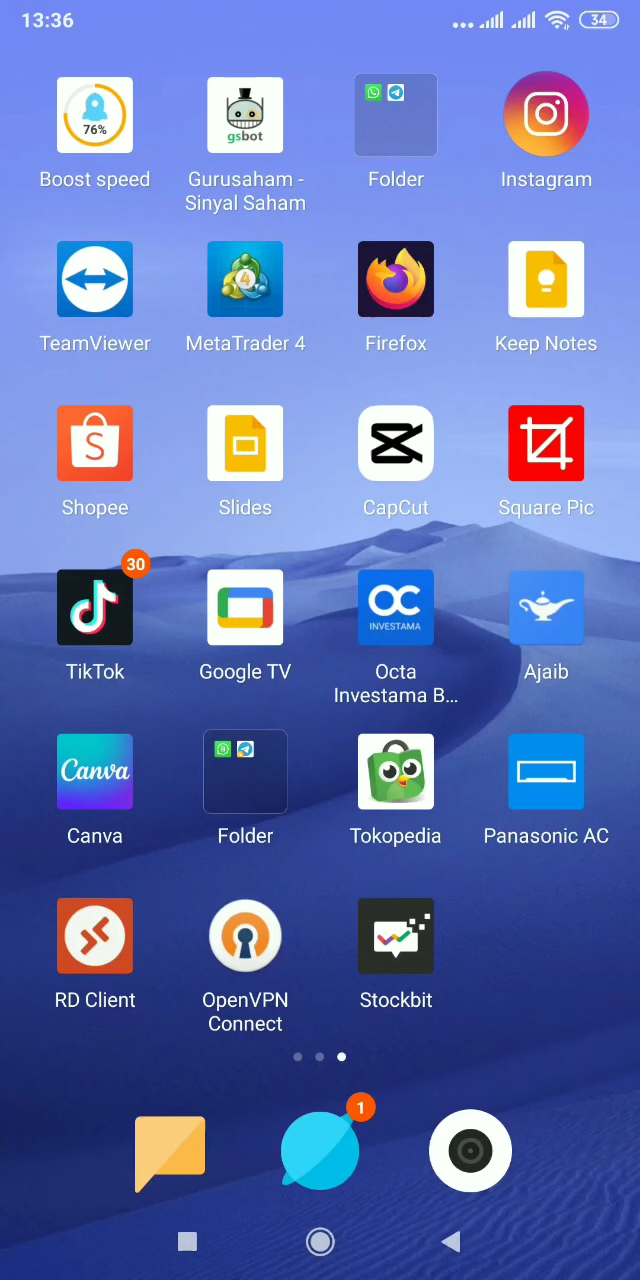 13:36
34
76%
gsbot
Boost speed
Gurusaham -
Sinyal Saham
Folder
Instagram
4
TeamViewer
MetaTrader 4
Firefox
Keep Notes
S
Shopee
Slides
CapCut
Square Pic
30
OC
INVESTAMA
TikTok
Google TV
Octa
Investama B...
Ajaib
Canva
Canva
Folder
Tokopedia
Panasonic AC
RD Client
OpenVPN
Connect
Stockbit
1